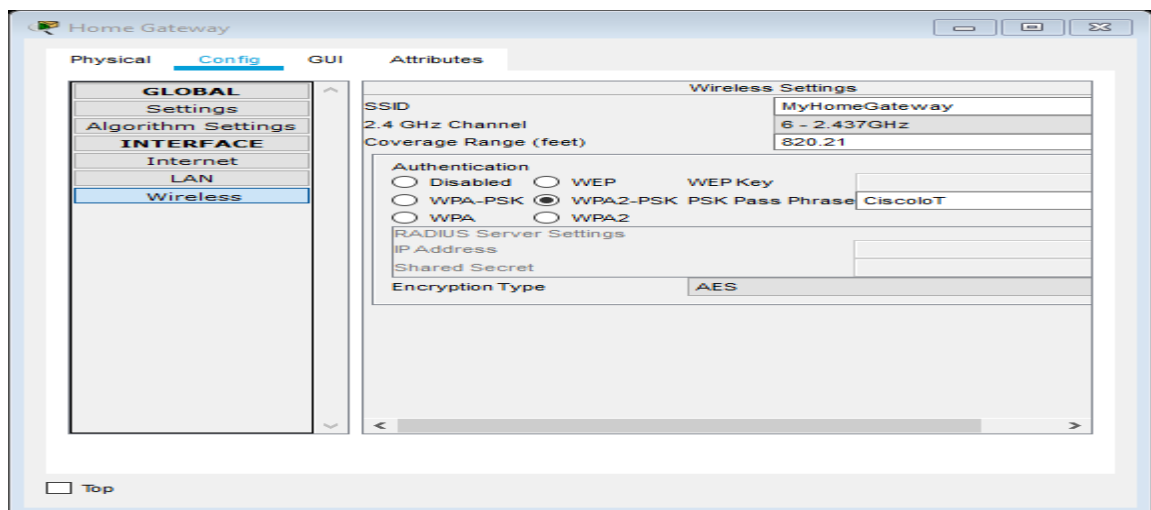 Home Gateway
Physical Config GUI Attributes
GLOBAL
Settings
Algorithm Settings
INTERFACE
Internet
LAN
Wireless
Wireless Settings
SSID MyHomeGateway
2.4 GHz Channel 6 - 2.437GHz
Coverage Range (feet) 820.21
Authentication
Disabled WEP WEP Key
WPA-PSK WPA2-PSK PSK Pass Phrase CiscoIoT
WPA WPA2
RADIUS Server Settings
IP Address
Shared Secret
Encryption Type AES
Top